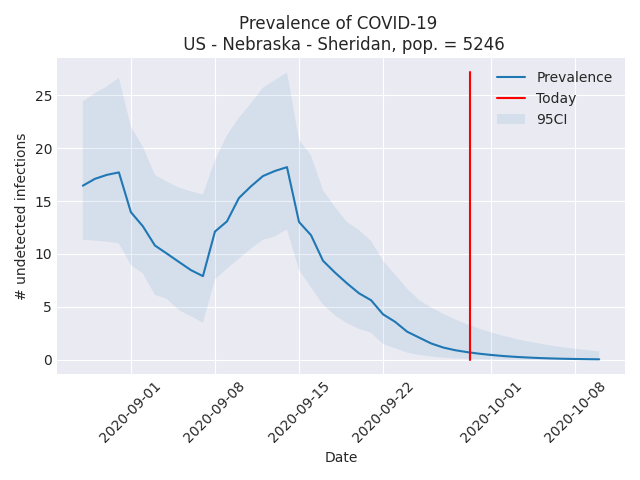 Prevalence of COVID-19
US - Nebraska - Sheridan, pop. = 5246
Prevalence
Today
95CI
# undetected infections
25
20
15
10
5
0
2020-09-01
2020-09-08
2020-09-15
2020-09-22
2020-10-01
2020-10-08
Date